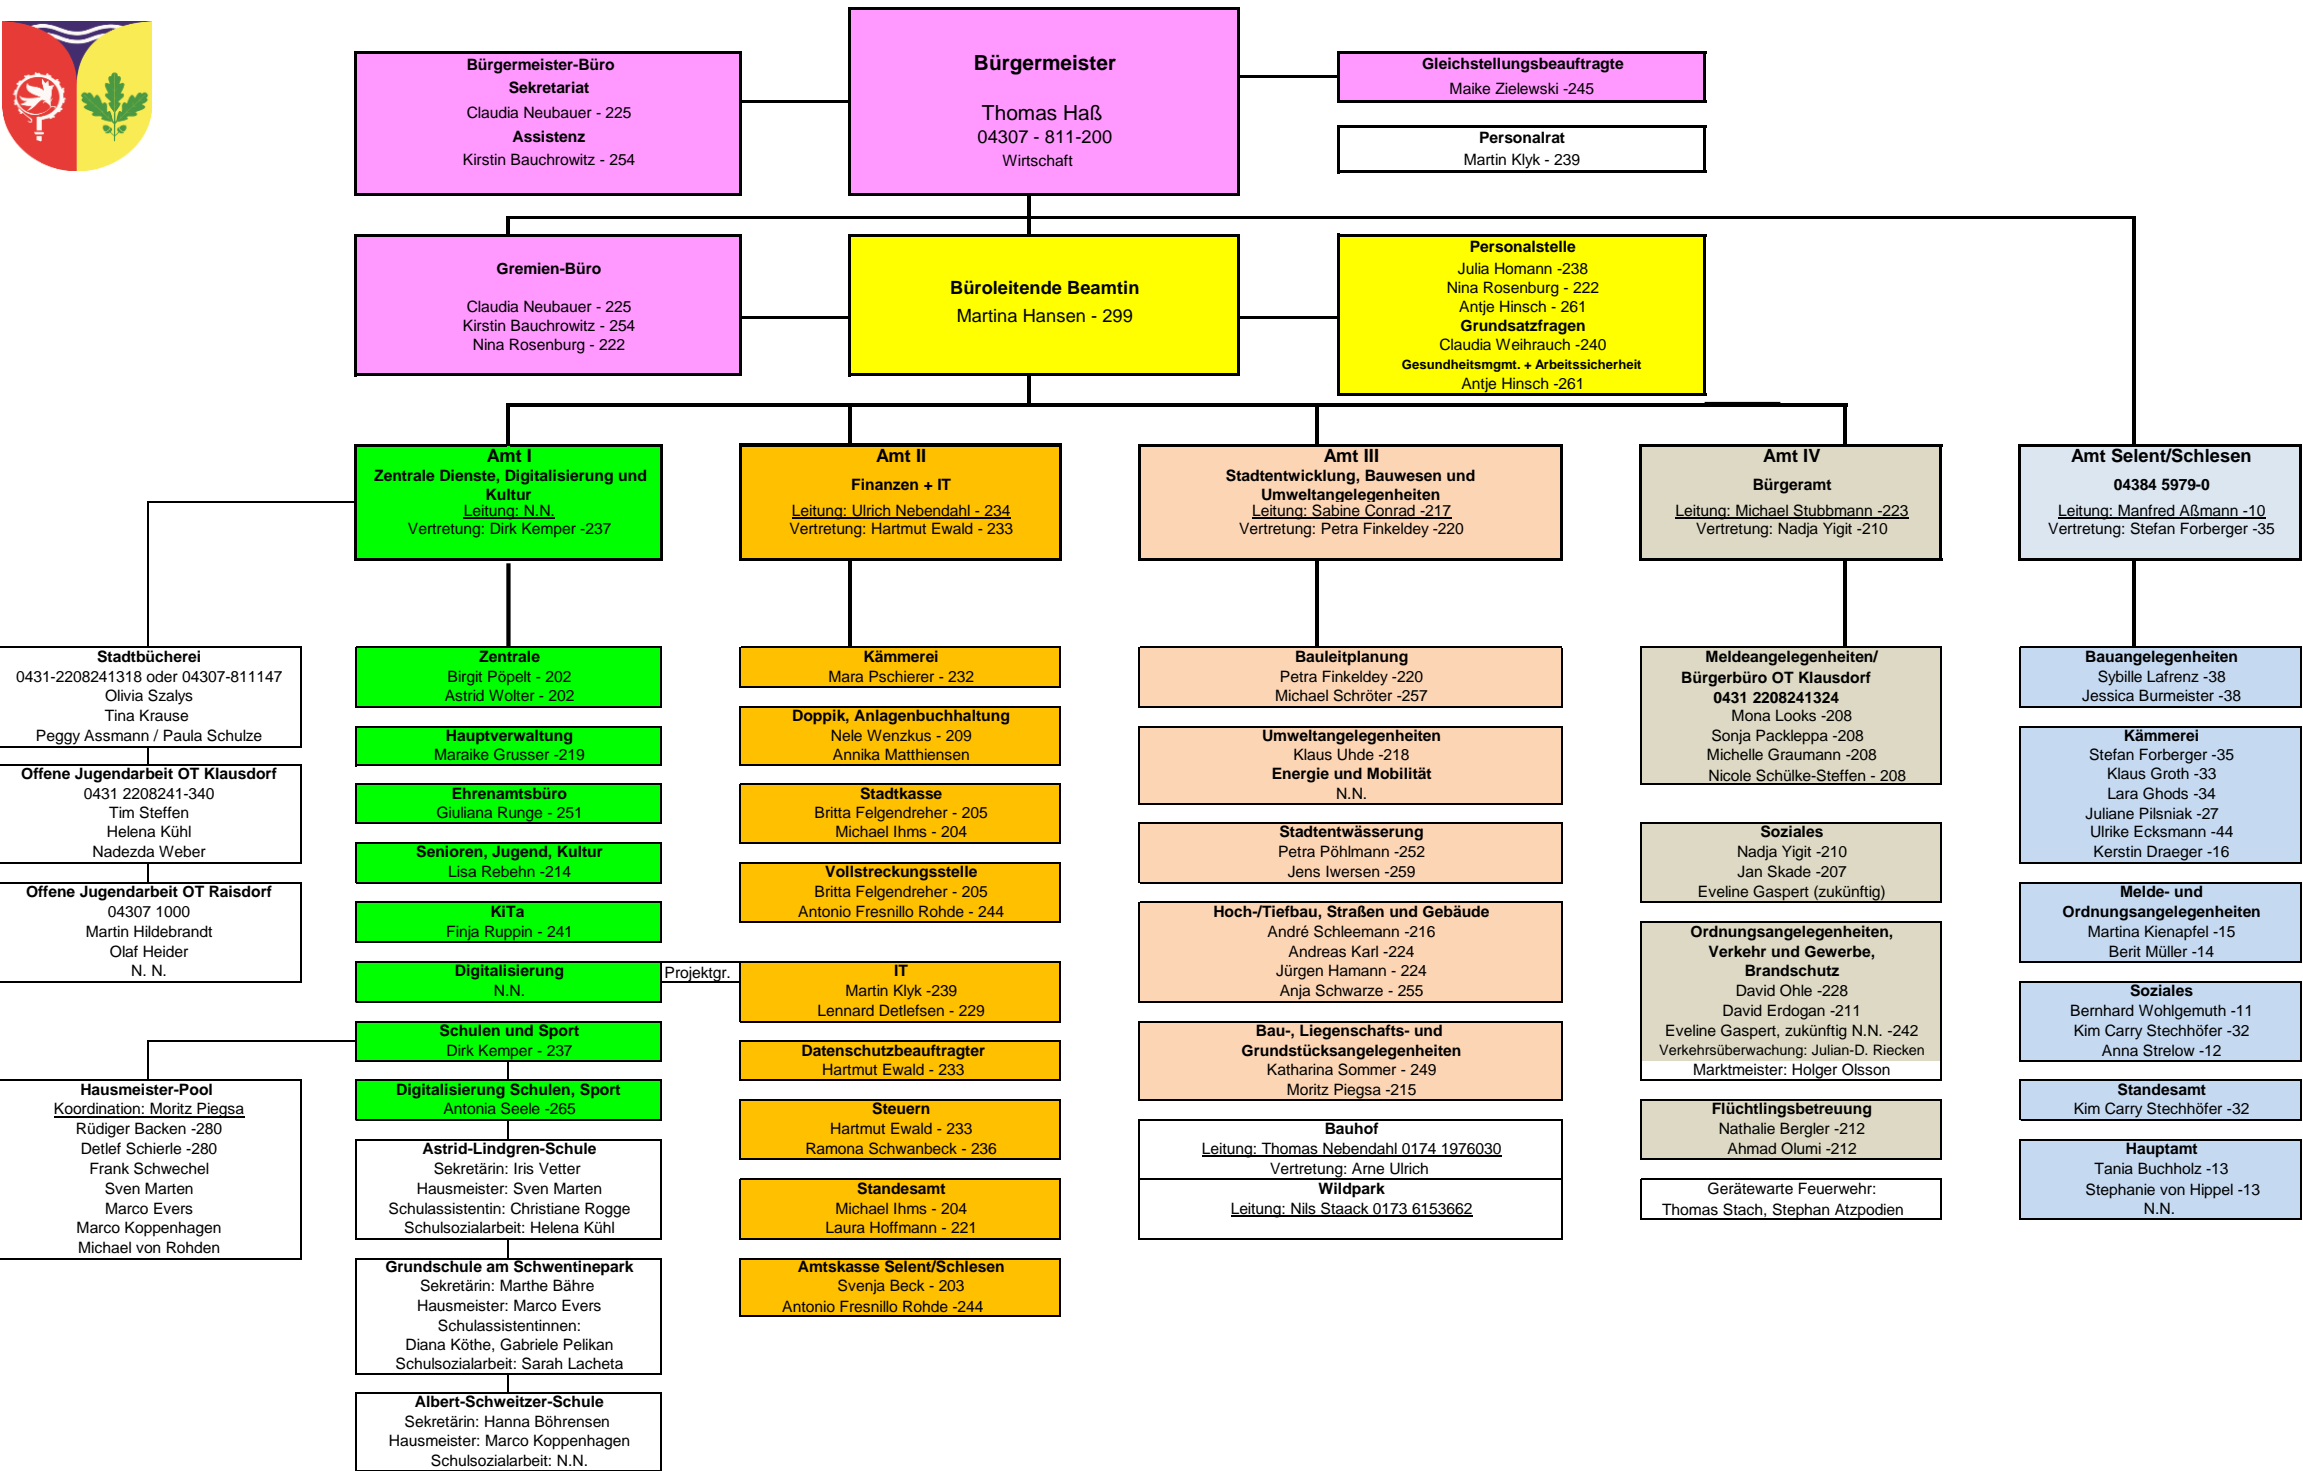 Bürgermeister-Büro
Sekretariat
Claudia Neubauer - 225
Assistenz
Kirstin Bauchrowitz - 254
Bürgermeister
Thomas Haß
04307 - 811-200
Wirtschaft
Gleichstellungsbeauftragte
Maike Zielewski -245
Personalrat
Martin Klyk - 239
Gremien-Büro
Claudia Neubauer - 225
Kirstin Bauchrowitz - 254
Nina Rosenburg - 222
Büroleitende Beamtin
Martina Hansen - 299
Personalstelle
Julia Homann -238
Nina Rosenburg - 222
Antje Hinsch - 261
Grundsatzfragen
Claudia Weihrauch -240
Gesundheitsmgmt. + Arbeitssicherheit
Antje Hinsch -261
Amt I
Zentrale Dienste, Digitalisierung und
Kultur
Leitung: N.N.
Vertretung: Dirk Kemper -237
Amt II
Finanzen + IT
Leitung: Ulrich Nebendahl - 234
Vertretung: Hartmut Ewald - 233
Amt III
Stadtentwicklung, Bauwesen und
Umweltangelegenheiten
Leitung: Sabine Conrad -217
Vertretung: Petra Finkeldey -220
Amt IV
Bürgeramt
Leitung: Michael Stubbmann -223
Vertretung: Nadja Yigit -210
Amt Selent/Schlesen
04384 5979-0
Leitung: Manfred Aßmann -10
Vertretung: Stefan Forberger -35
Stadtbücherei
0431-2208241318 oder 04307-811147
Olivia Szalys
Tina Krause
Peggy Assmann / Paula Schulze
Offene Jugendarbeit OT Klausdorf
0431 2208241-340
Tim Steffen
Helena Kühl
Nadezda Weber
Offene Jugendarbeit OT Raisdorf
04307 1000
Martin Hildebrandt
Olaf Heider
N. N.
Hausmeister-Pool
Koordination: Moritz Piegsa
Rüdiger Backen -280
Detlef Schierle -280
Frank Schwechel
Sven Marten
Marco Evers
Marco Koppenhagen
Michael von Rohden
Zentrale
Birgit Pöpelt - 202
Astrid Wolter - 202
Hauptverwaltung
Maraike Grusser -219
Ehrenamtsbüro
Giuliana Runge - 251
Senioren, Jugend, Kultur
Lisa Rebehn -214
KiTa
Finja Ruppin - 241
Digitalisierung
N.N.
Projektgr.
Schulen und Sport
Dirk Kemper - 237
Digitalisierung Schulen, Sport
Antonia Seele -265
Astrid-Lindgren-Schule
Sekretärin: Iris Vetter
Hausmeister: Sven Marten
Schulassistentin: Christiane Rogge
Schulsozialarbeit: Helena Kühl
Grundschule am Schwentinepark
Sekretärin: Marthe Bähre
Hausmeister: Marco Evers
Schulassistentinnen:
Diana Köthe, Gabriele Pelikan
Schulsozialarbeit: Sarah Lacheta
Albert-Schweitzer-Schule
Sekretärin: Hanna Böhrensen
Hausmeister: Marco Koppenhagen
Schulsozialarbeit: N.N.
Kämmerei
Mara Pschierer - 232
Doppik, Anlagenbuchhaltung
Nele Wenzkus - 209
Annika Matthiensen
Stadtkasse
Britta Felgendreher - 205
Michael Ihms - 204
Vollstreckungsstelle
Britta Felgendreher - 205
Antonio Fresnillo Rohde - 244
IT
Martin Klyk -239
Lennard Detlefsen - 229
Datenschutzbeauftragter
Hartmut Ewald - 233
Steuern
Hartmut Ewald - 233
Ramona Schwanbeck - 236
Standesamt
Michael Ihms - 204
Laura Hoffmann - 221
Amtskasse Selent/Schlesen
Svenja Beck - 203
Antonio Fresnillo Rohde -244
Bauleitplanung
Petra Finkeldey -220
Michael Schröter -257
Umweltangelegenheiten
Klaus Uhde -218
Energie und Mobilität
N.N.
Stadtentwässerung
Petra Pöhlmann -252
Jens Iwersen -259
Hoch-/Tiefbau, Straßen und Gebäude
André Schleemann -216
Andreas Karl -224
Jürgen Hamann - 224
Anja Schwarze - 255
Bau-, Liegenschafts- und
Grundstücksangelegenheiten
Katharina Sommer - 249
Moritz Piegsa -215
Bauhof
Leitung: Thomas Nebendahl 0174 1976030
Vertretung: Arne Ulrich
Wildpark
Leitung: Nils Staack 0173 6153662
Meldeangelegenheiten/
Bürgerbüro OT Klausdorf
0431 2208241324
Mona Looks -208
Sonja Packleppa -208
Michelle Graumann -208
Nicole Schülke-Steffen - 208
Soziales
Nadja Yigit -210
Jan Skade -207
Eveline Gaspert (zukünftig)
Ordnungsangelegenheiten,
Verkehr und Gewerbe,
Brandschutz
David Ohle -228
David Erdogan -211
Eveline Gaspert, zukünftig N.N. -242
Verkehrsüberwachung: Julian-D. Riecken
Marktmeister: Holger Olsson
Flüchtlingsbetreuung
Nathalie Bergler -212
Ahmad Olumi -212
Gerätewarte Feuerwehr:
Thomas Stach, Stephan Atzpodien
Bauangelegenheiten
Sybille Lafrenz -38
Jessica Burmeister -38
Kämmerei
Stefan Forberger -35
Klaus Groth -33
Lara Ghods -34
Juliane Pilsniak -27
Ulrike Ecksmann -44
Kerstin Draeger -16
Melde- und
Ordnungsangelegenheiten
Martina Kienapfel -15
Berit Müller -14
Soziales
Bernhard Wohlgemuth -11
Kim Carry Stechhöfer -32
Anna Strelow -12
Standesamt
Kim Carry Stechhöfer -32
Hauptamt
Tania Buchholz -13
Stephanie von Hippel -13
N.N.